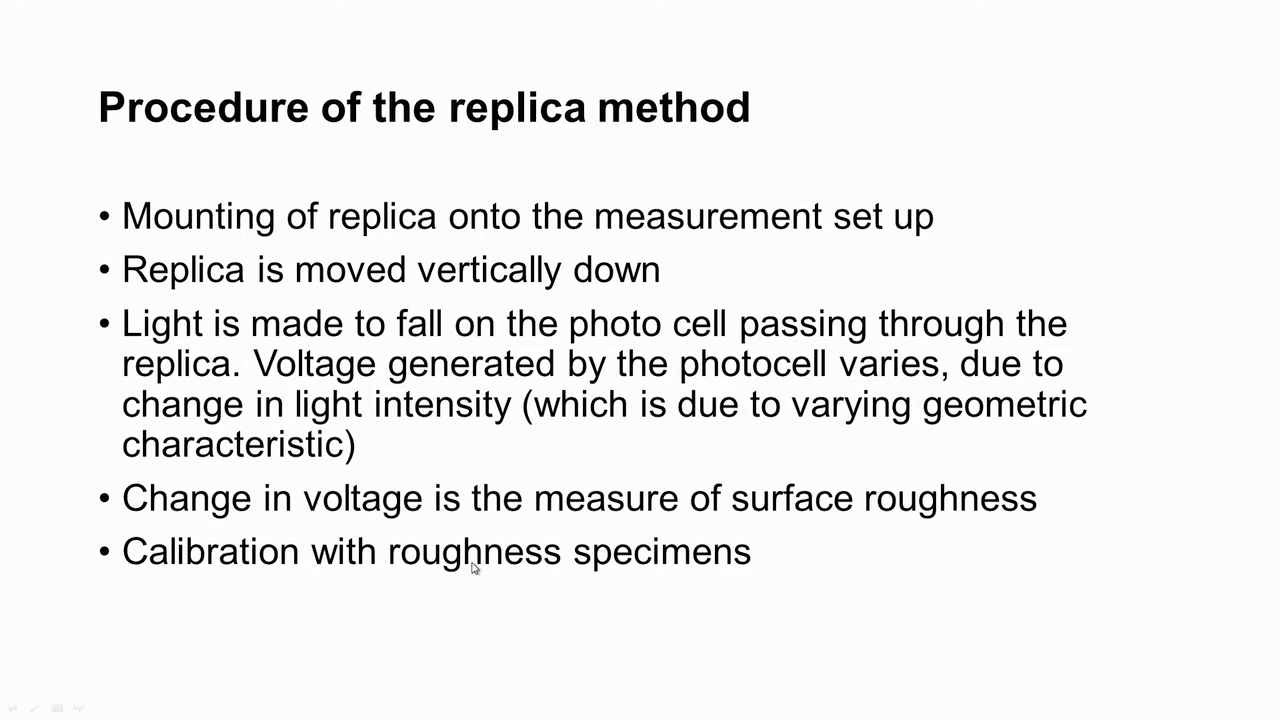 Procedure of the replica method
• Mounting of replica onto the measurement set up
• Replica is moved vertically down
• Light is made to fall on the photo cell passing through the
replica. Voltage generated by the photocell varies, due to
change in light intensity (which is due to varying geometric
characteristic)
• Change in voltage is the measure of surface roughness
• Calibration with roughness specimens